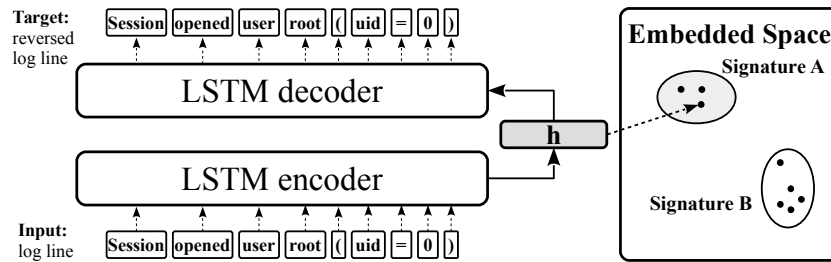 Target:
reversed
log line
Session opened user root ( uid = 0 )
LSTM decoder
h
LSTM encoder
Input:
log line
Session opened user root ( uid = 0 )
Embedded Space
Signature A
Signature B